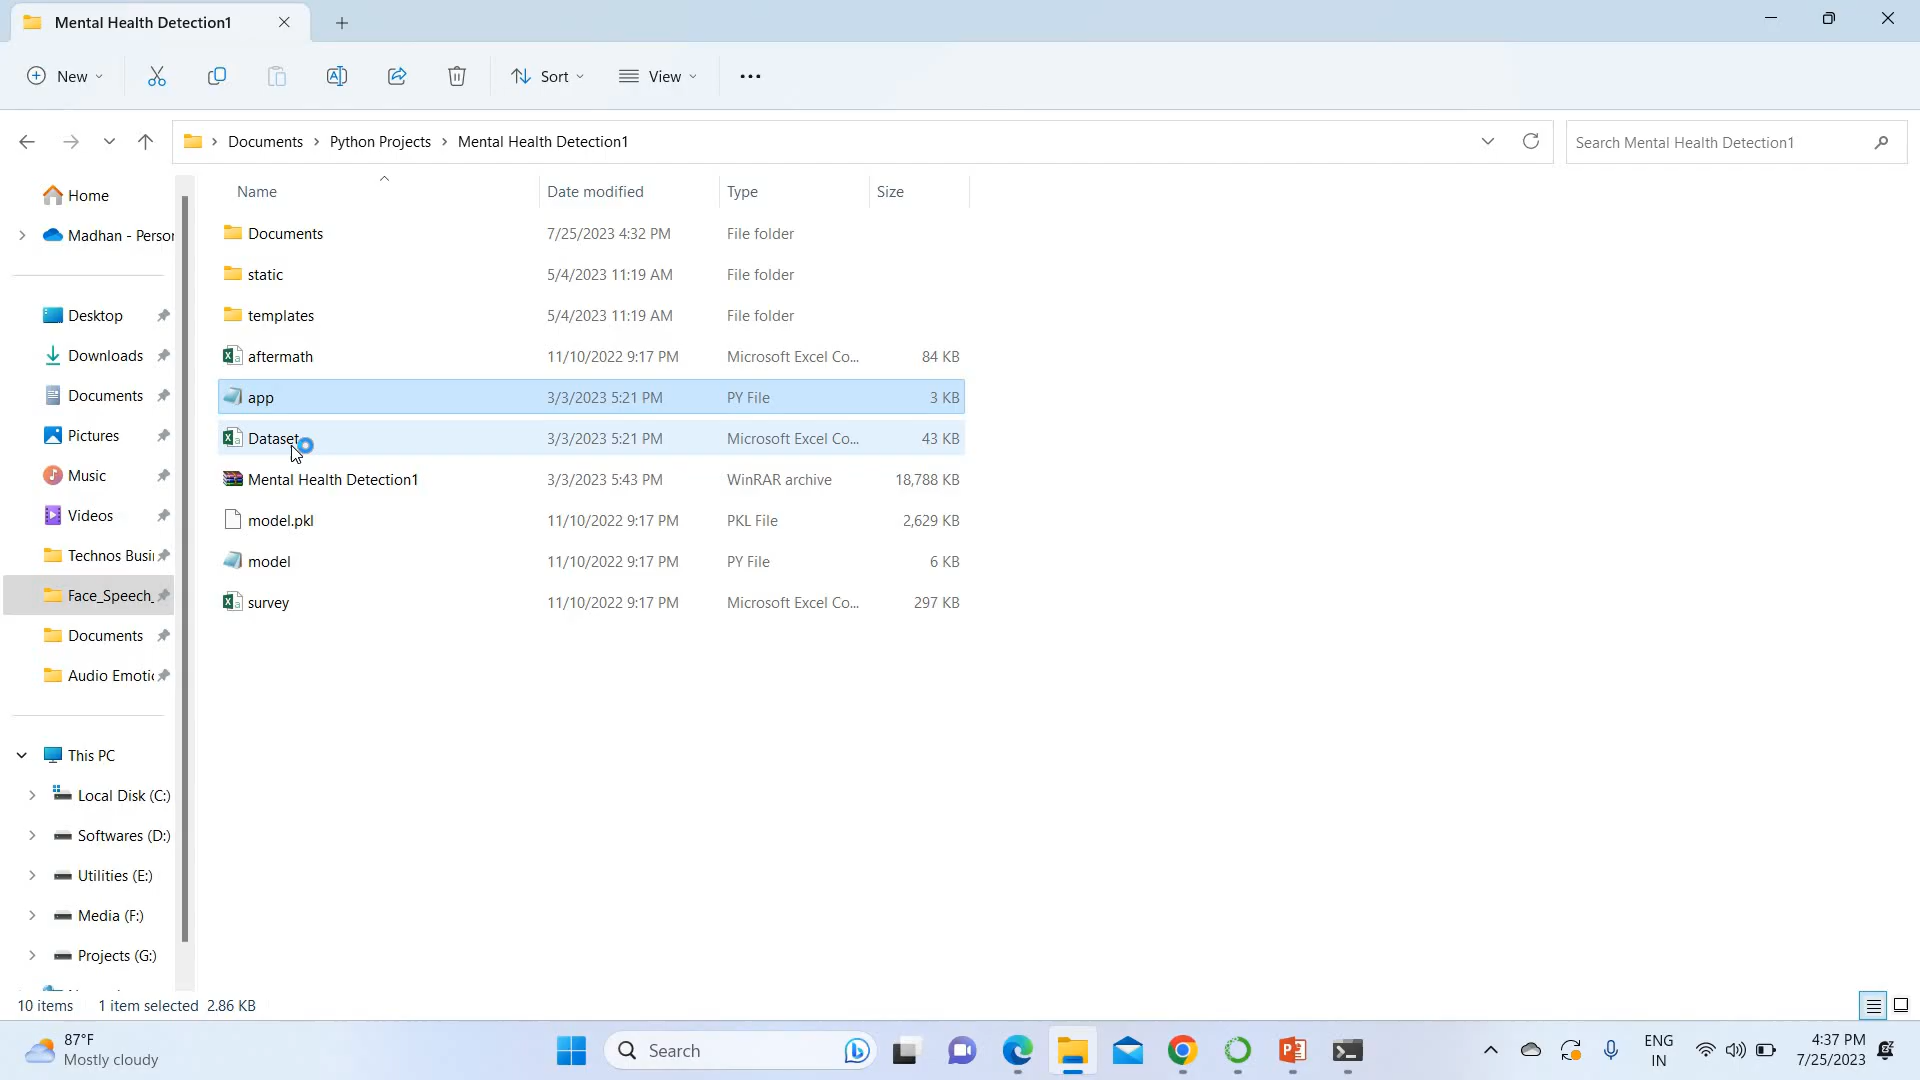 Mental Health Detection1
New
Sort
View
Documents > Python Projects > Mental Health Detection1
Search Mental Health Detection1
Name Date modified Type Size
Home
Madhan - Person
Desktop
Downloads
Documents
Pictures
Music
Videos
Technos Busi
Face_Speech_
Documents
Audio Emotic
This PC
Local Disk (C:)
Softwares (D:)
Utilities (E:)
Media (F:)
Projects (G:)
Documents 7/25/2023 4:32 PM File folder
static 5/4/2023 11:19 AM File folder
templates 5/4/2023 11:19 AM File folder
aftermath 11/10/2022 9:17 PM Microsoft Excel Co... 84 KB
app 3/3/2023 5:21 PM PY File 3 KB
Dataset 3/3/2023 5:21 PM Microsoft Excel Co... 43 KB
Mental Health Detection1 3/3/2023 5:43 PM WinRAR archive 18,788 KB
model.pkl 11/10/2022 9:17 PM PKL File 2,629 KB
model 11/10/2022 9:17 PM PY File 6 KB
survey 11/10/2022 9:17 PM Microsoft Excel Co... 297 KB
10 items 1 item selected 2.86 KB
87°F
Mostly cloudy
Search
ENG
IN
4:37 PM
7/25/2023